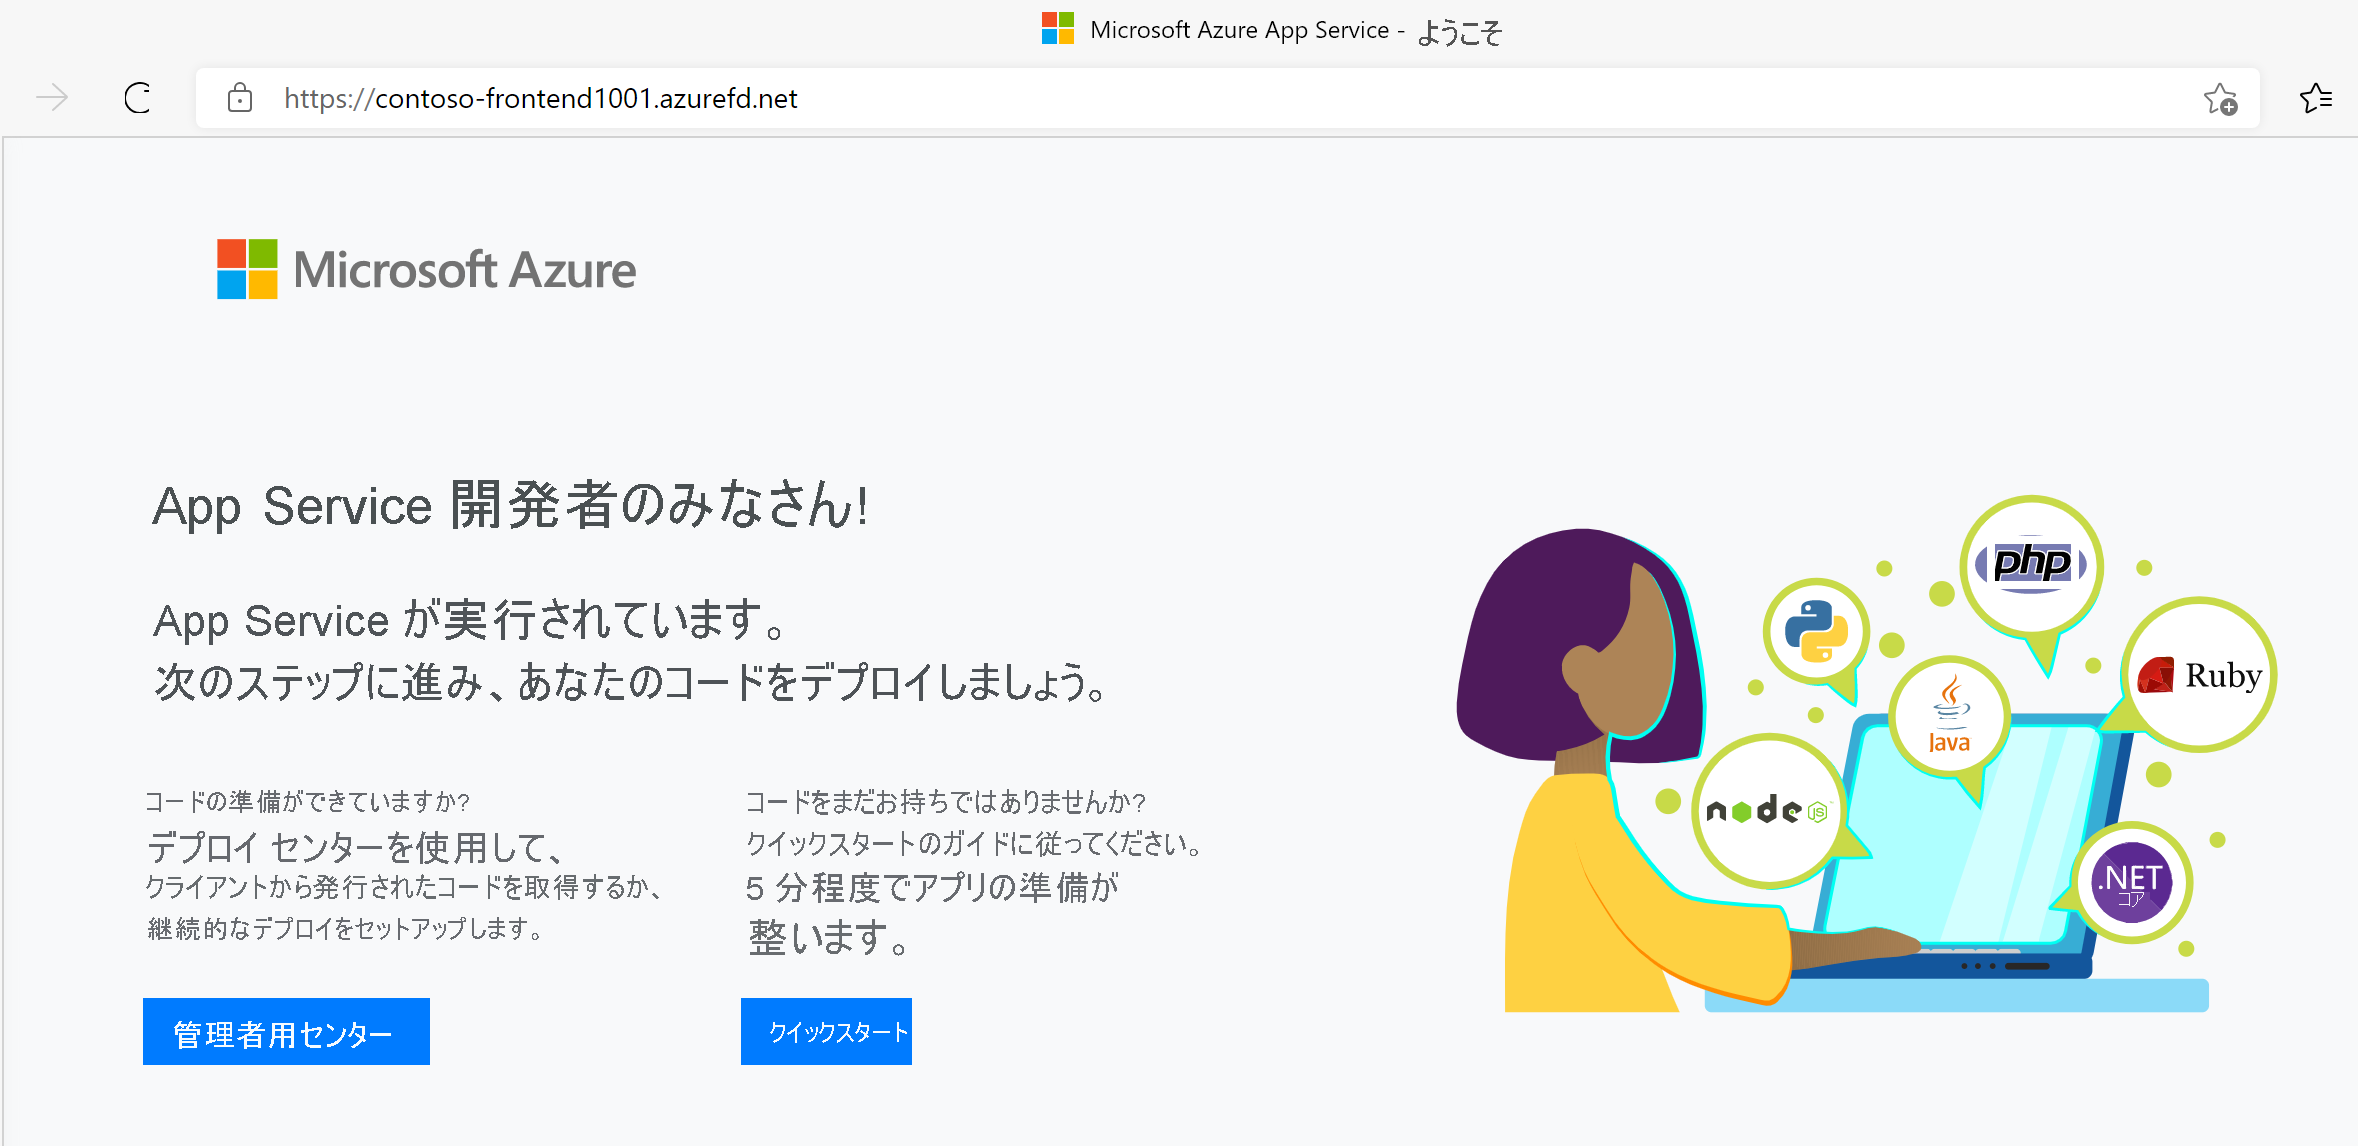 Microsoft Azure App Service - ようこそ
https://contoso-frontend1001.azurefd.net
Microsoft Azure
App Service 開発者のみなさん!
App Service が実行されています。
次のステップに進み、あなたのコードをデプロイしましょう。
コードの準備ができていますか?
デプロイ センターを使用して、
クライアントから発行されたコードを取得するか、
継続的なデプロイをセットアップします。
管理者用センター
コードをまだお持ちではありませんか?
クイックスタートのガイドに従ってください。
5 分程度でアプリの準備が
整います。
クイックスタート
php
Ruby
Java
node
JS
.NET
コア